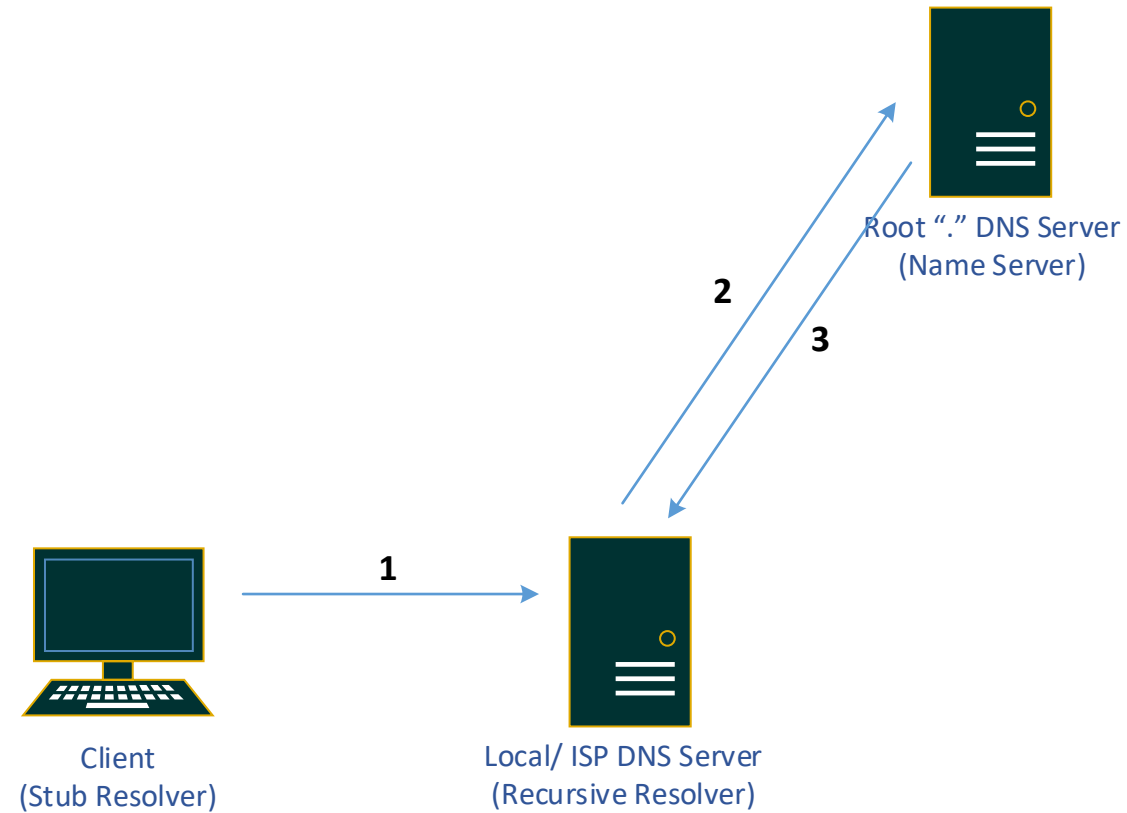 Root “.” DNS Server
(Name Server)
2
3
1
Client
(Stub Resolver)
Local/ ISP DNS Server
(Recursive Resolver)